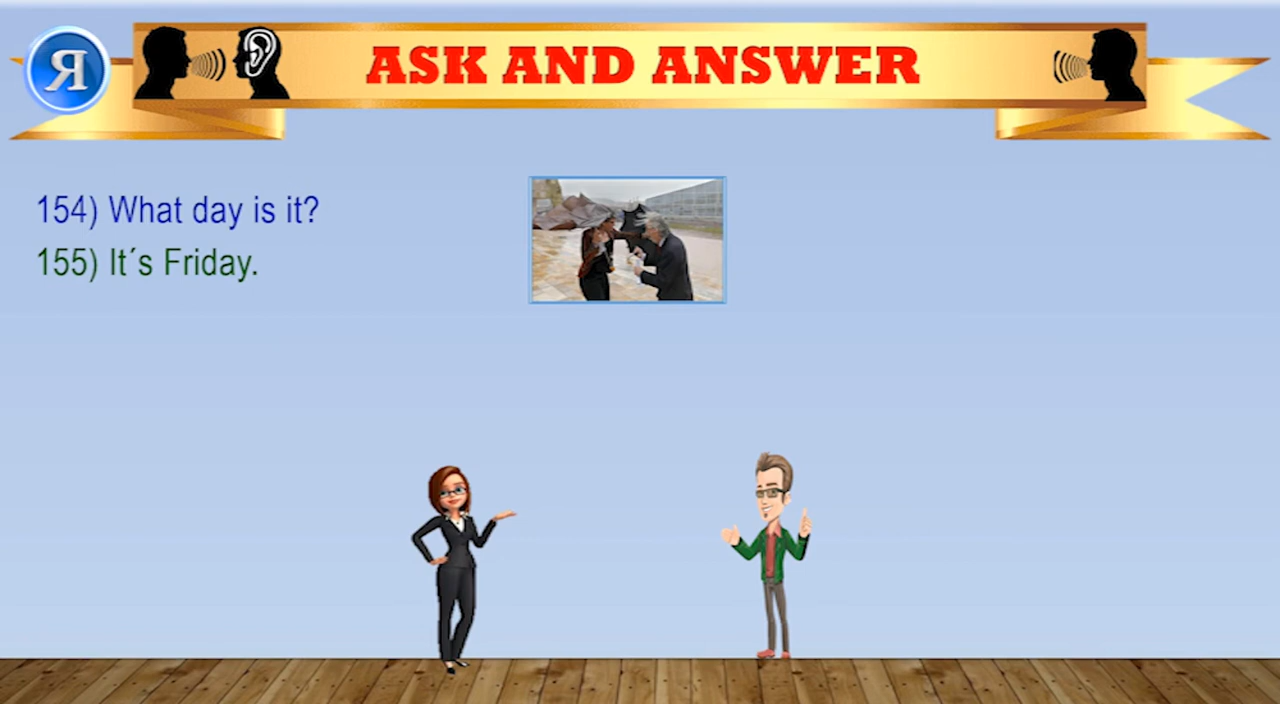 Я
ASK AND ANSWER
154) What day is it?
155) It´s Friday.